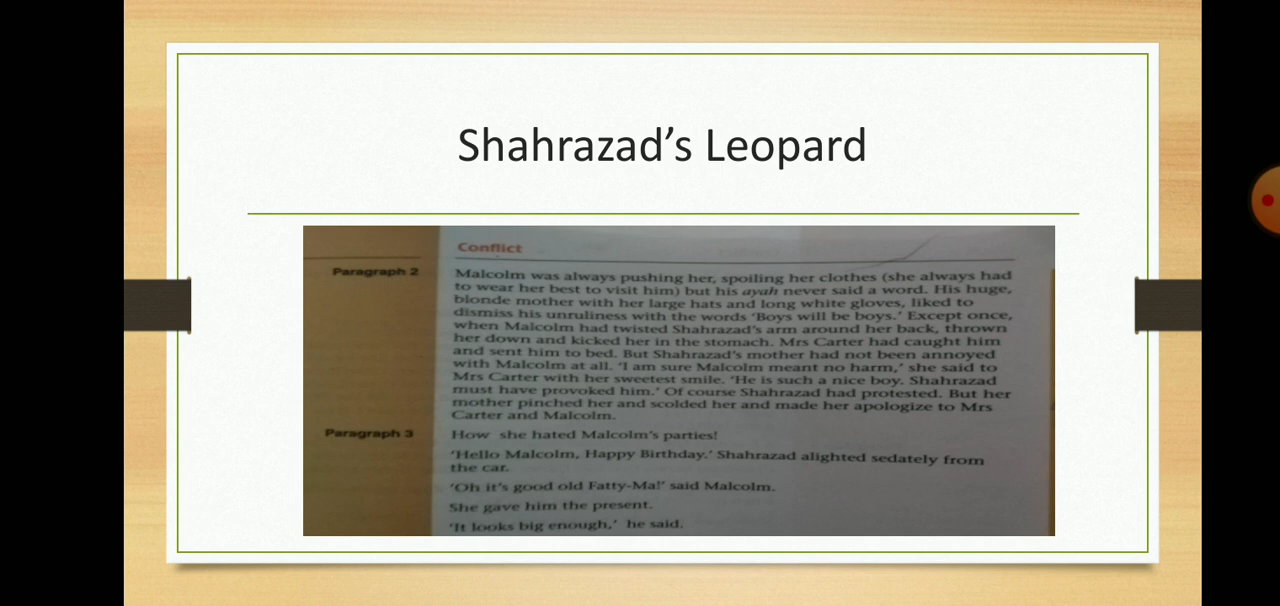 Shahrazad's Leopard
Conflict
Paragraph 2
Malcolm was always pushing her, spoiling her clothes (she always had
to wear her best to visit him) but his ayah never said a word. His huge,
blonde mother with her large hats and long white gloves, liked to
dismiss his unruliness with the words 'Boys will be boys.' Except once,
when Malcolm had twisted Shahrazad's arm around her back, thrown
her down and kicked her in the stomach. Mrs Carter had caught him
and sent him to bed. But Shahrazad's mother had not been annoyed
with Malcolm at all. 'I am sure Malcolm meant no harm,' she said to
Mrs Carter with her sweetest smile. 'He is such a nice boy. Shahrazad
must have provoked him.' Of course Shahrazad had protested. But her
mother pinched her and scolded her and made her apologize to Mrs
Carter and Malcolm.
Paragraph 3
How she hated Malcolm's parties!
'Hello Malcolm, Happy Birthday.' Shahrazad alighted sedately from
the car.
'Oh it's good old Fatty-Ma!' said Malcolm.
She gave him the present.
'It looks big enough,' he said.